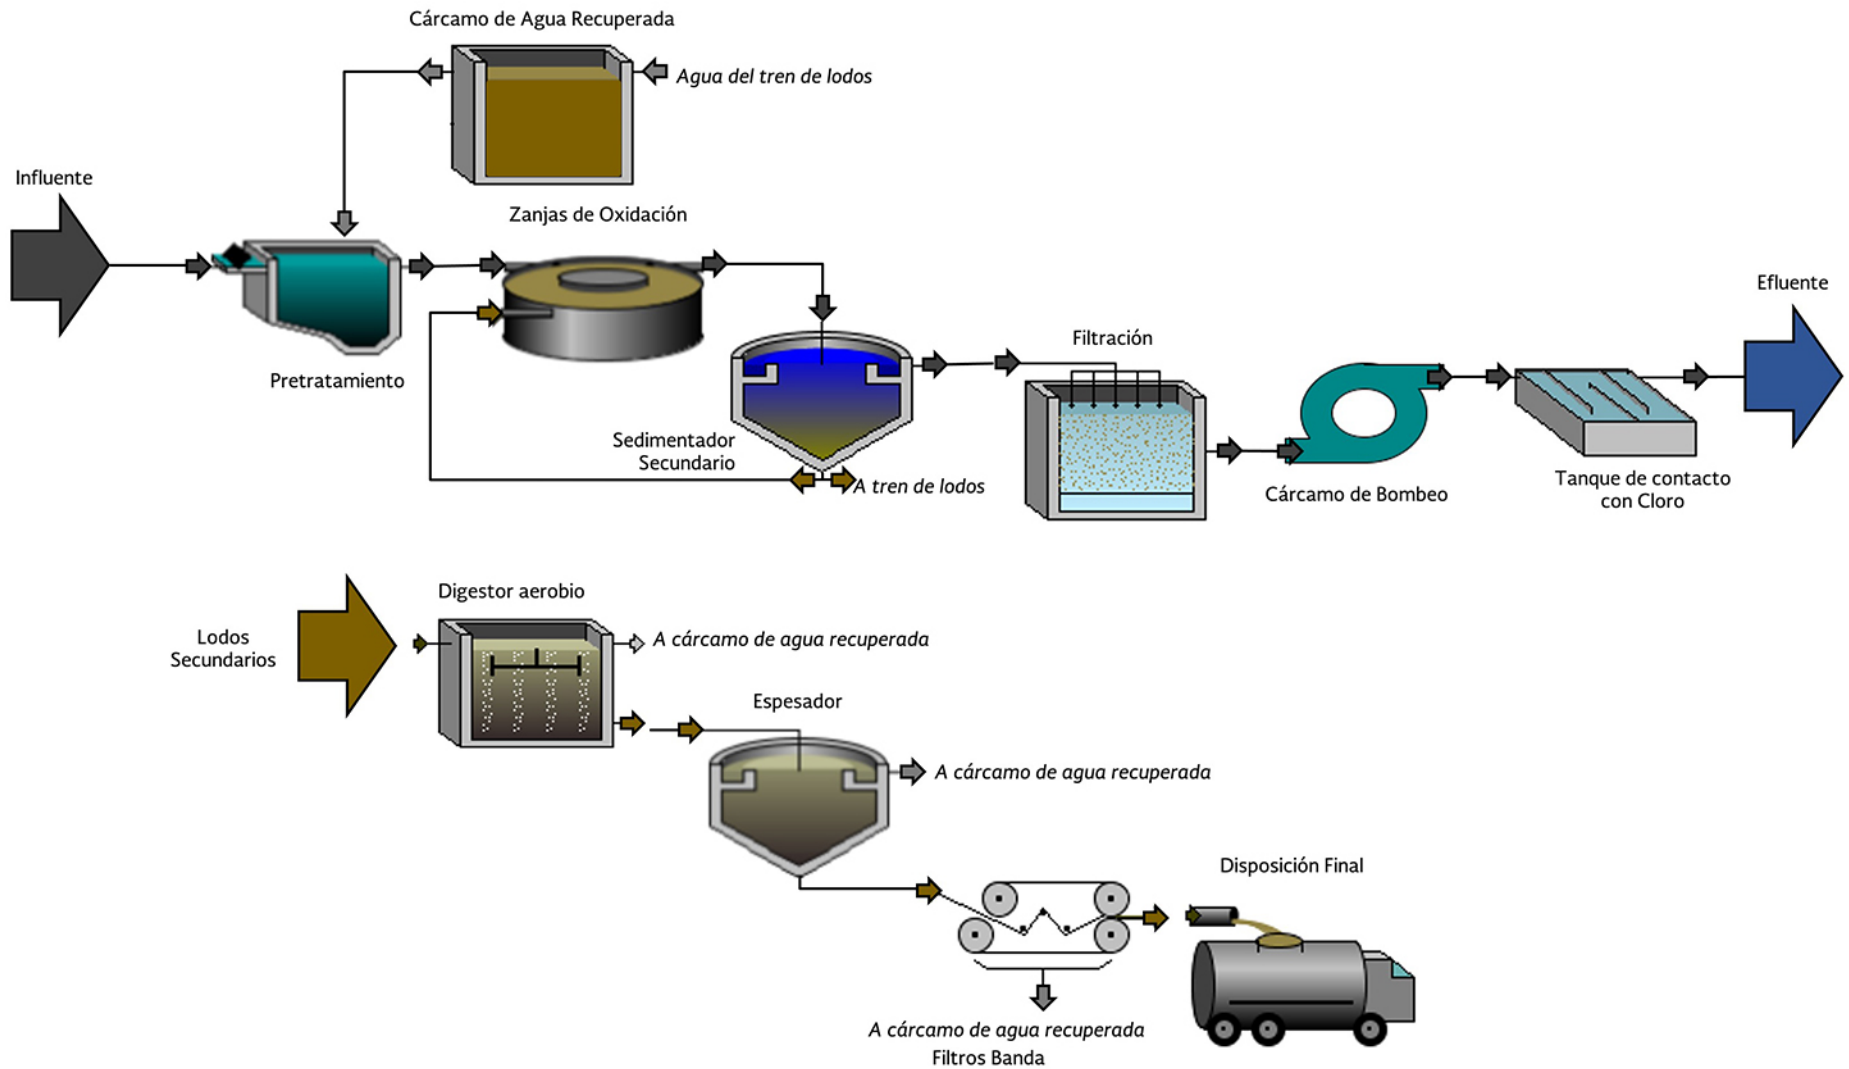 Cárcamo de Agua Recuperada
Agua del tren de lodos
Influente
Zanjas de Oxidación
Pretratamiento
Sedimentador
Secundario
A tren de lodos
Filtración
Cárcamo de Bombeo
Efluente
Tanque de contacto
con Cloro
Lodos
Secundarios
Digestor aerobio
A cárcamo de agua recuperada
Espesador
A cárcamo de agua recuperada
Disposición Final
A cárcamo de agua recuperada
Filtros Banda